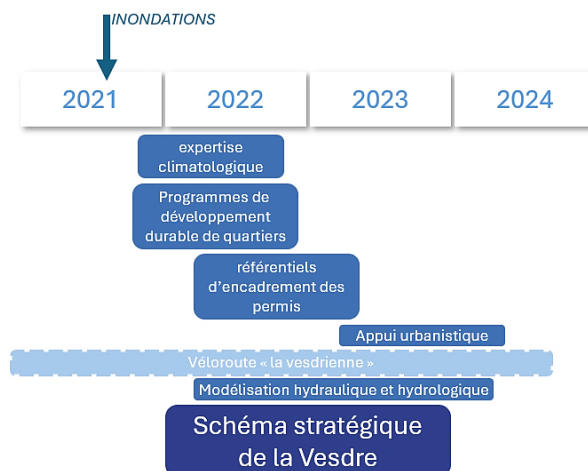 INONDATIONS
2021 2022 2023 2024
expertise
climatologique
Programmes de
développement
durable de quartiers
référentiels
d'encadrement des
permis
Appui urbanistique
Véloroute « la vesdrienne »
Modélisation hydraulique et hydrologique
Schéma stratégique
de la Vesdre